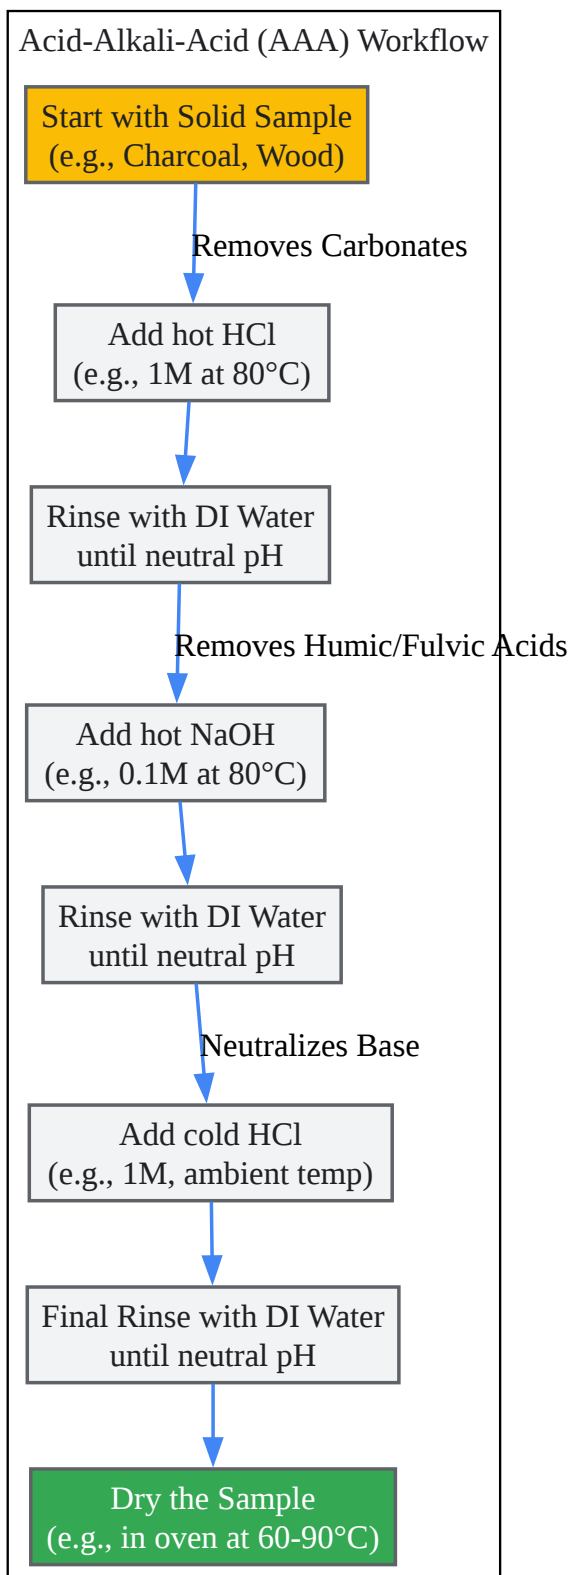 Acid-Alkali-Acid (AAA) Workflow
Start with Solid Sample
(e.g., Charcoal, Wood)
Removes Carbonates
Add hot HCl
(e.g., 1M at 80°C)
Rinse with DI Water
until neutral pH
Removes Humic/Fulvic Acids
Add hot NaOH
(e.g., 0.1M at 80°C)
Rinse with DI Water
until neutral pH
Neutralizes Base
Add cold HCl
(e.g., 1M, ambient temp)
Final Rinse with DI Water
until neutral pH
Dry the Sample
(e.g., in oven at 60-90°C)